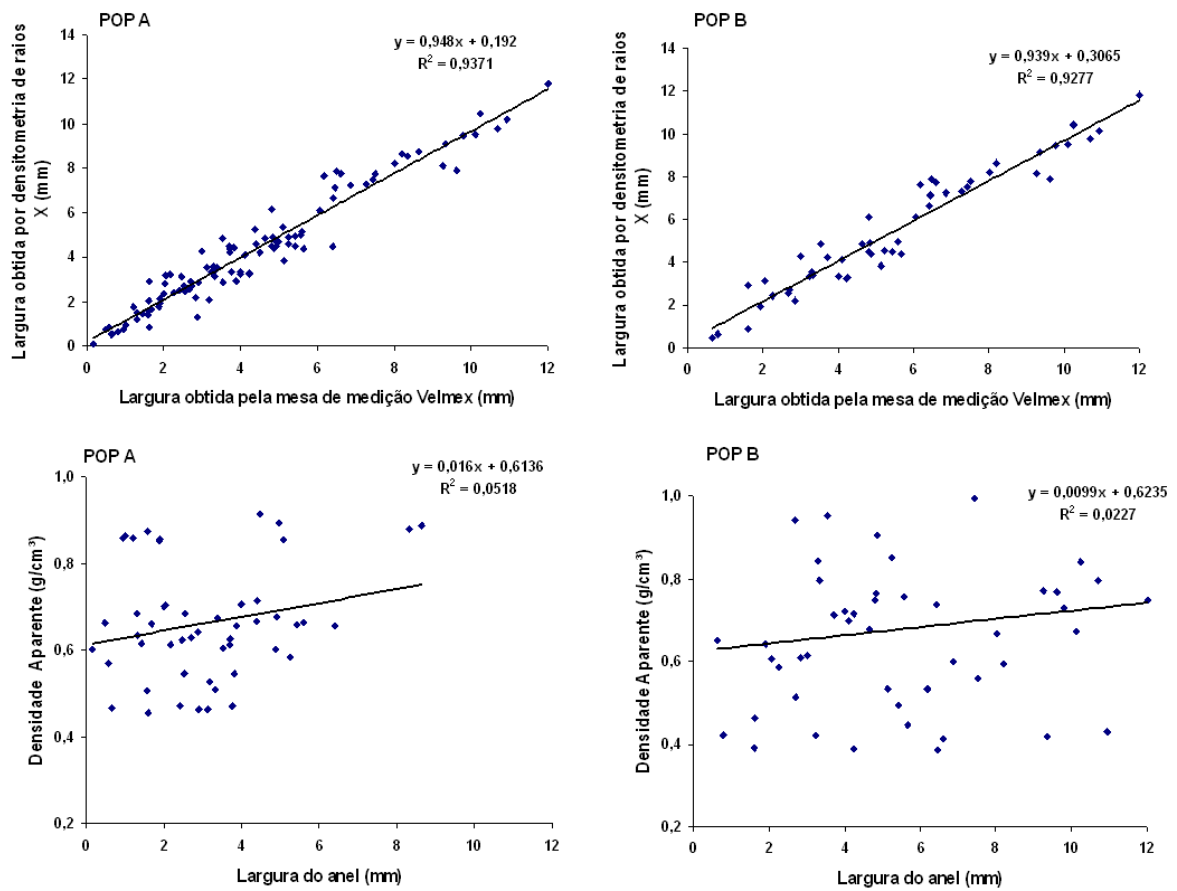 POP A
y = 0,948x + 0,192
R² = 0,9371
Largura obtida por densitometria de raios
X (mm)
14
12
10
8
6
4
2
0
0 2 4 6 8 10 12
Largura obtida pela mesa de medição Velmex (mm)
POP B
y = 0,939x + 0,3065
R² = 0,9277
Largura obtida por densitometria de raios
X (mm)
14
12
10
8
6
4
2
0
0 2 4 6 8 10 12
Largura obtida pela mesa de medição Velmex (mm)
POP A
y = 0,016x + 0,6136
R² = 0,0518
Densidade Aparente (g/cm³)
1,0
0,8
0,6
0,4
0,2
0 2 4 6 8 10 12
Largura do anel (mm)
POP B
y = 0,0099x + 0,6235
R² = 0,0227
Densidade Aparente (g/cm³)
1,0
0,8
0,6
0,4
0,2
0 2 4 6 8 10 12
Largura do anel (mm)